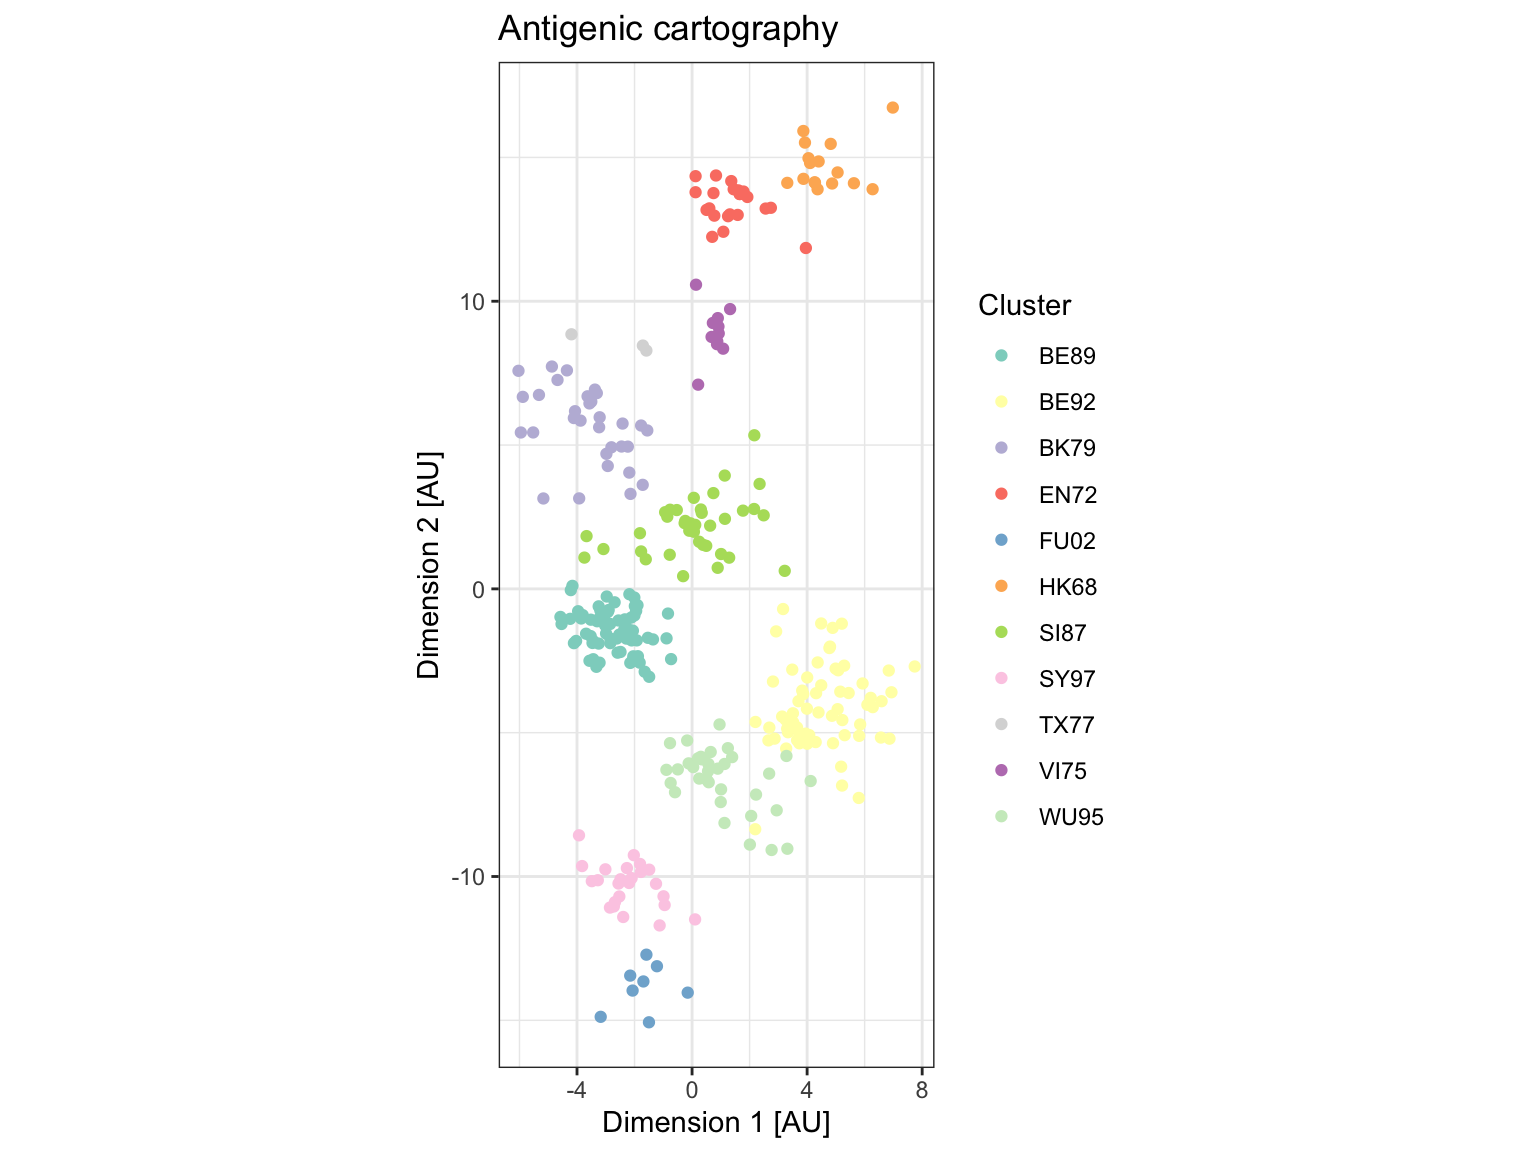 Antigenic cartography
10
0
-10
-4 0 4 8
Dimension 1 [AU]
Dimension 2 [AU]
Cluster
BE89
BE92
BK79
EN72
FU02
HK68
SI87
SY97
TX77
VI75
WU95